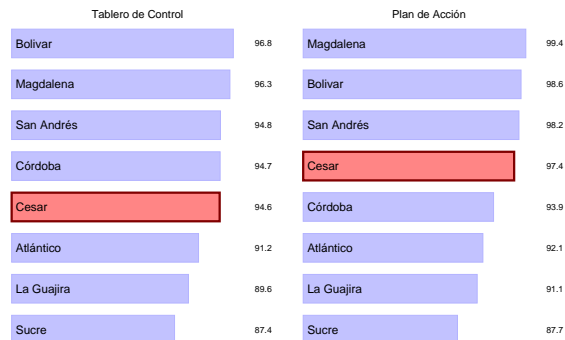 Tablero de Control
Bolivar 96.8
Magdalena 96.3
San Andrés 94.8
Córdoba 94.7
Cesar 94.6
Atlántico 91.2
La Guajira 89.6
Sucre 87.4
Plan de Acción
Magdalena 99.4
Bolivar 98.6
San Andrés 98.2
Cesar 97.4
Córdoba 93.9
Atlántico 92.1
La Guajira 91.1
Sucre 87.7